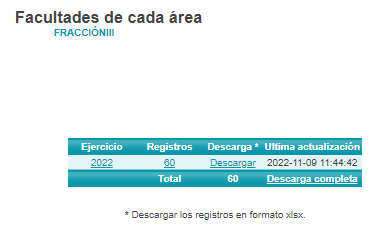 Facultades de cada área
FRACCIÓNIII
Ejercicio Registros Descarga * Ultima actualización
2022 60 Descargar 2022-11-09 11:44:42
Total 60 Descarga completa
* Descargar los registros en formato xlsx.